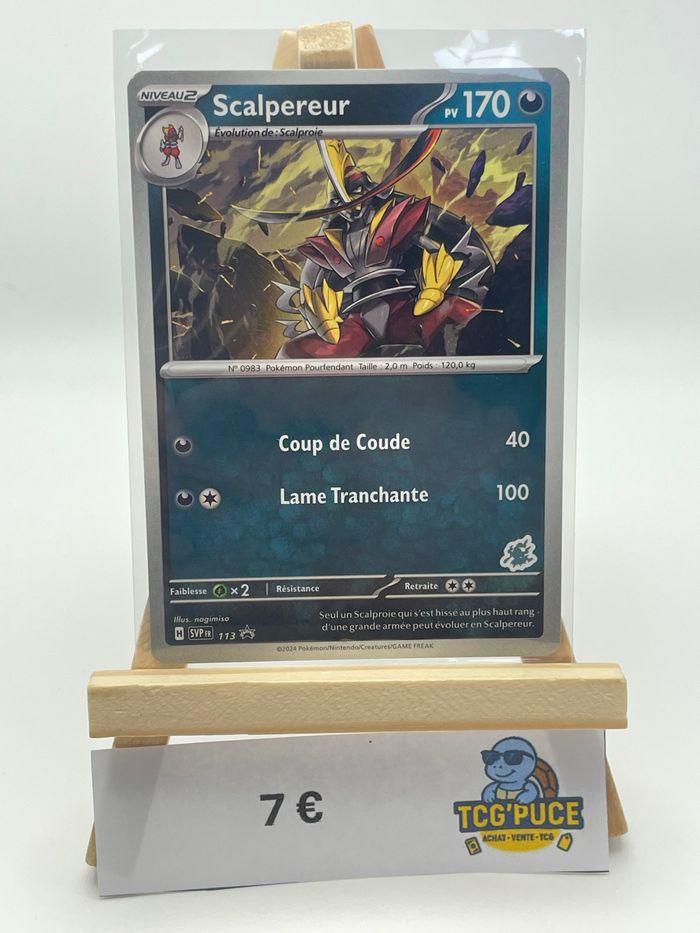 NIVEAU 2
Scalpereur
PV 170
Évolution de : Scalproie
N° 0983 Pokémon Pourfendant Taille : 2,0 m Poids : 120,0 kg
Coup de Coude 40
Lame Tranchante 100
Faiblesse ×2 Résistance Retraite
Illus. nagimiso
Seul un Scalproie qui s'est hissé au plus haut rang
d'une grande armée peut évoluer en Scalpereur.
H SVP FR 113
©2024 Pokémon/Nintendo/Creatures/GAME FREAK
7 €
TCG'PUCE
ACHAT - VENTE - TCG